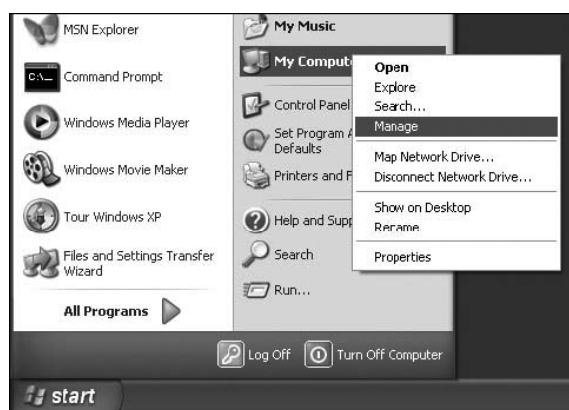 MSN Explorer
Command Prompt
Windows Media Player
Windows Movie Maker
Tour Windows XP
Files and Settings Transfer
Wizard
All Programs
My Music
My Comput
Control Panel
Set Program A
Defaults
Printers and F
Help and Supp
Search
Run...
Open
Explore
Search...
Manage
Map Network Drive...
Disconnect Network Drive...
Show on Desktop
Rename
Properties
Log Off
Turn Off Computer
start